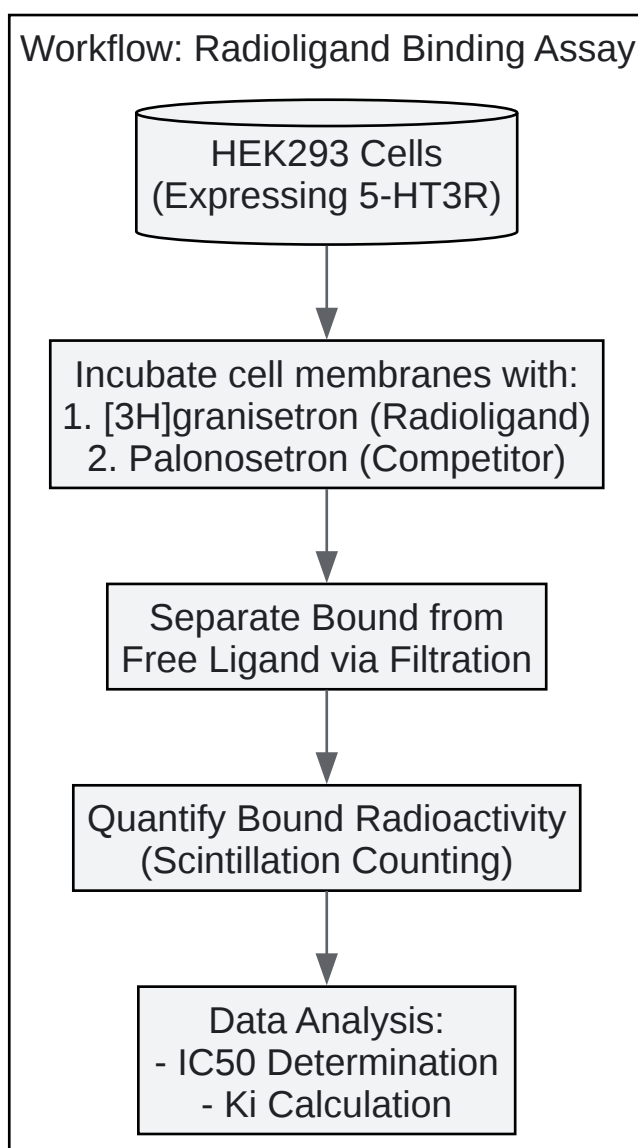 Workflow: Radioligand Binding Assay
HEK293 Cells
(Expressing 5-HT3R)
Incubate cell membranes with:
1. [3H]granisetron (Radioligand)
2. Palonosetron (Competitor)
Separate Bound from
Free Ligand via Filtration
Quantify Bound Radioactivity
(Scintillation Counting)
Data Analysis:
- IC50 Determination
- Ki Calculation